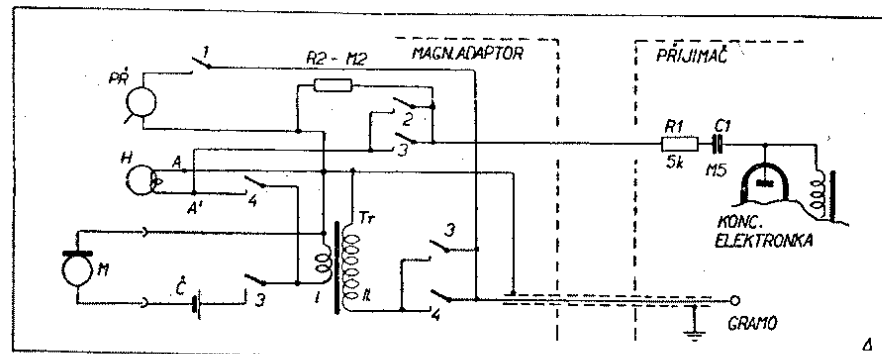 1
R2 - M2
MAGN. ADAPTOR
PŘIJIMAČ
PŘ
2
3
R1
C1
5k
M5
H
A
A'
4
Tr
KONC.
ELEKTRONKA
M
Č
3
I
II.
3
4
GRAMO
Δ